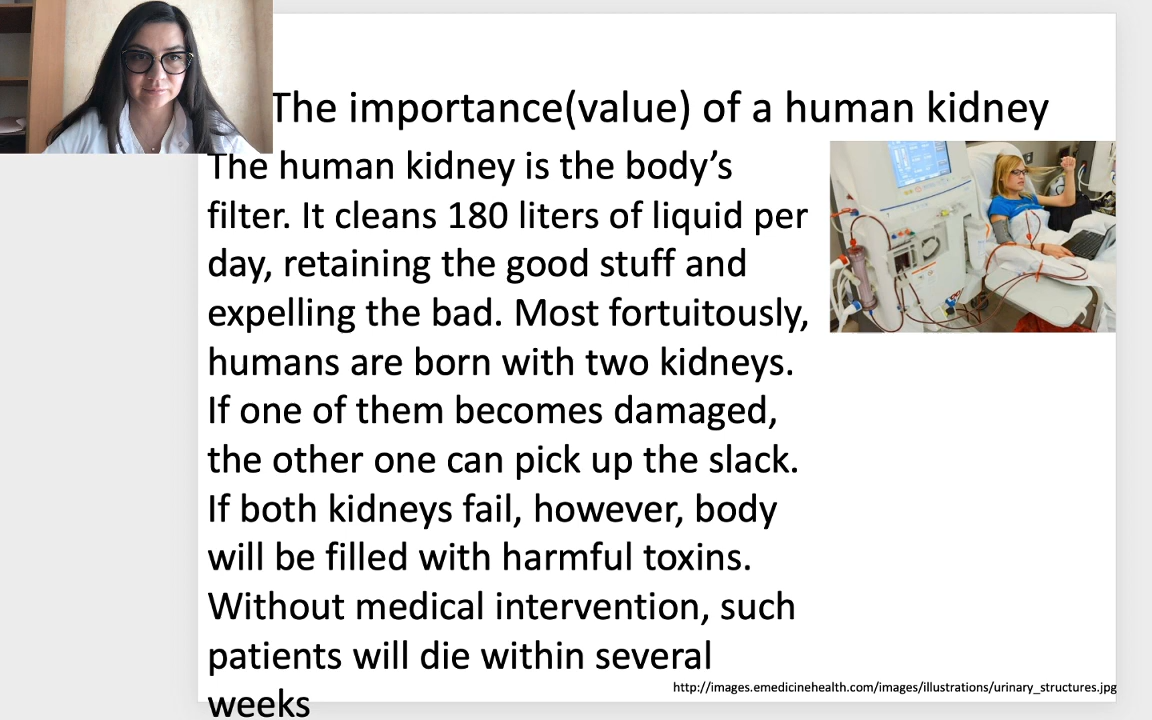 The importance(value) of a human kidney
The human kidney is the body’s
filter. It cleans 180 liters of liquid per
day, retaining the good stuff and
expelling the bad. Most fortuitously,
humans are born with two kidneys.
If one of them becomes damaged,
the other one can pick up the slack.
If both kidneys fail, however, body
will be filled with harmful toxins.
Without medical intervention, such
patients will die within several
weeks
http://images.emedicinehealth.com/images/illustrations/urinary_structures.jpg